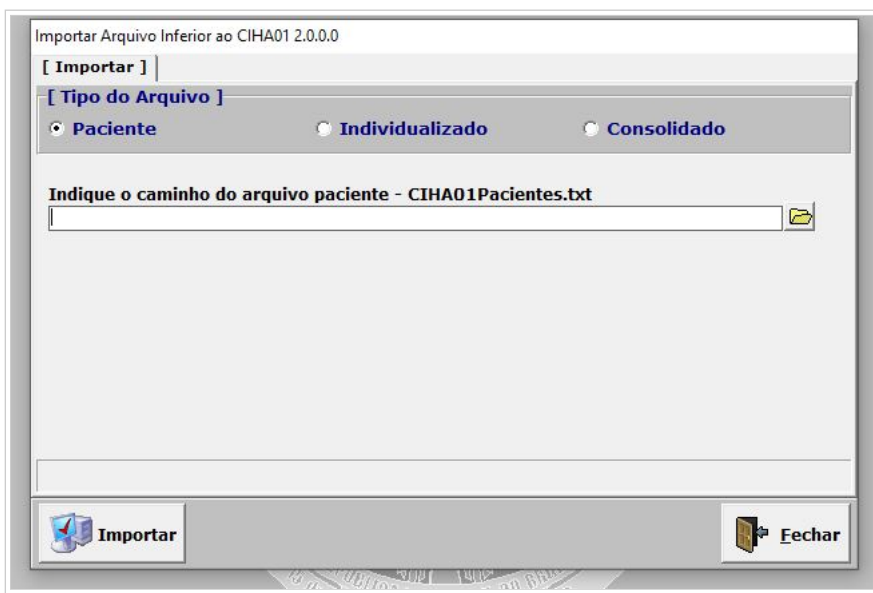 Importar Arquivo Inferior ao CIHA01 2.0.0.0
[ Importar ]
[ Tipo do Arquivo ]
Paciente Individualizado Consolidado
Indique o caminho do arquivo paciente - CIHA01Pacientes.txt
Importar Fechar